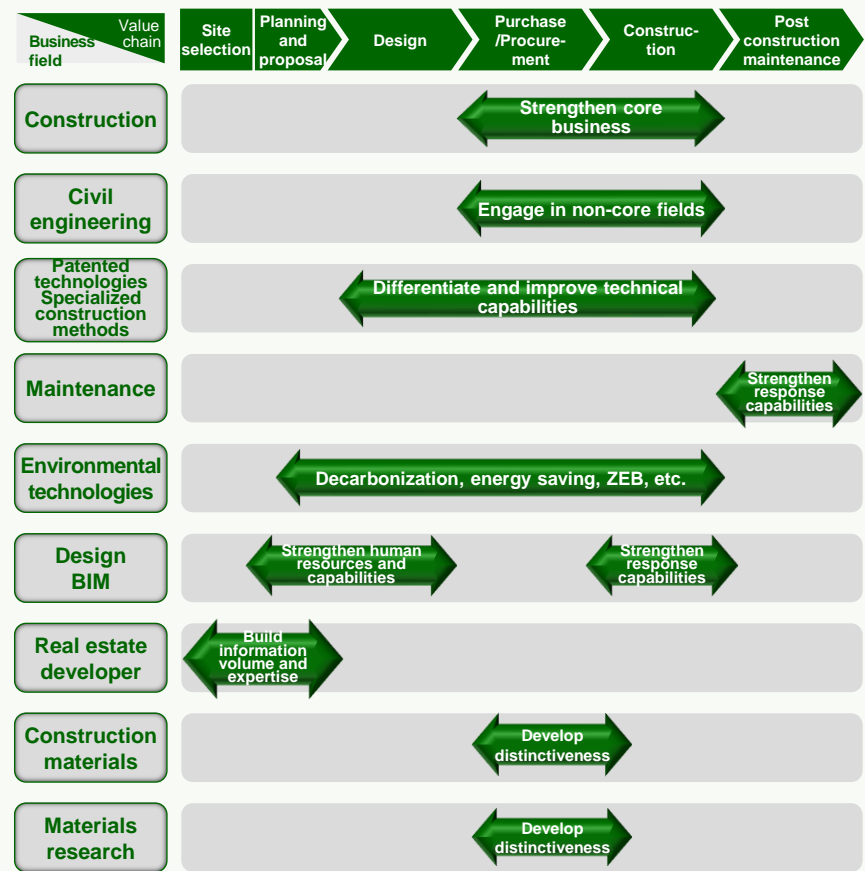 Value
chain
Business
field
Site
selection
Planning
and
proposal
Design
Purchase
/Procure-
ment
Construc-
tion
Post
construction
maintenance
Construction
Strengthen core
business
Civil
engineering
Engage in non-core fields
Patented
technologies
Specialized
construction
methods
Differentiate and improve technical
capabilities
Maintenance
Strengthen
response
capabilities
Environmental
technologies
Decarbonization, energy saving, ZEB, etc.
Design
BIM
Strengthen human
resources and
capabilities
Strengthen
response
capabilities
Real estate
developer
Build
information
volume and
expertise
Construction
materials
Develop
distinctiveness
Materials
research
Develop
distinctiveness